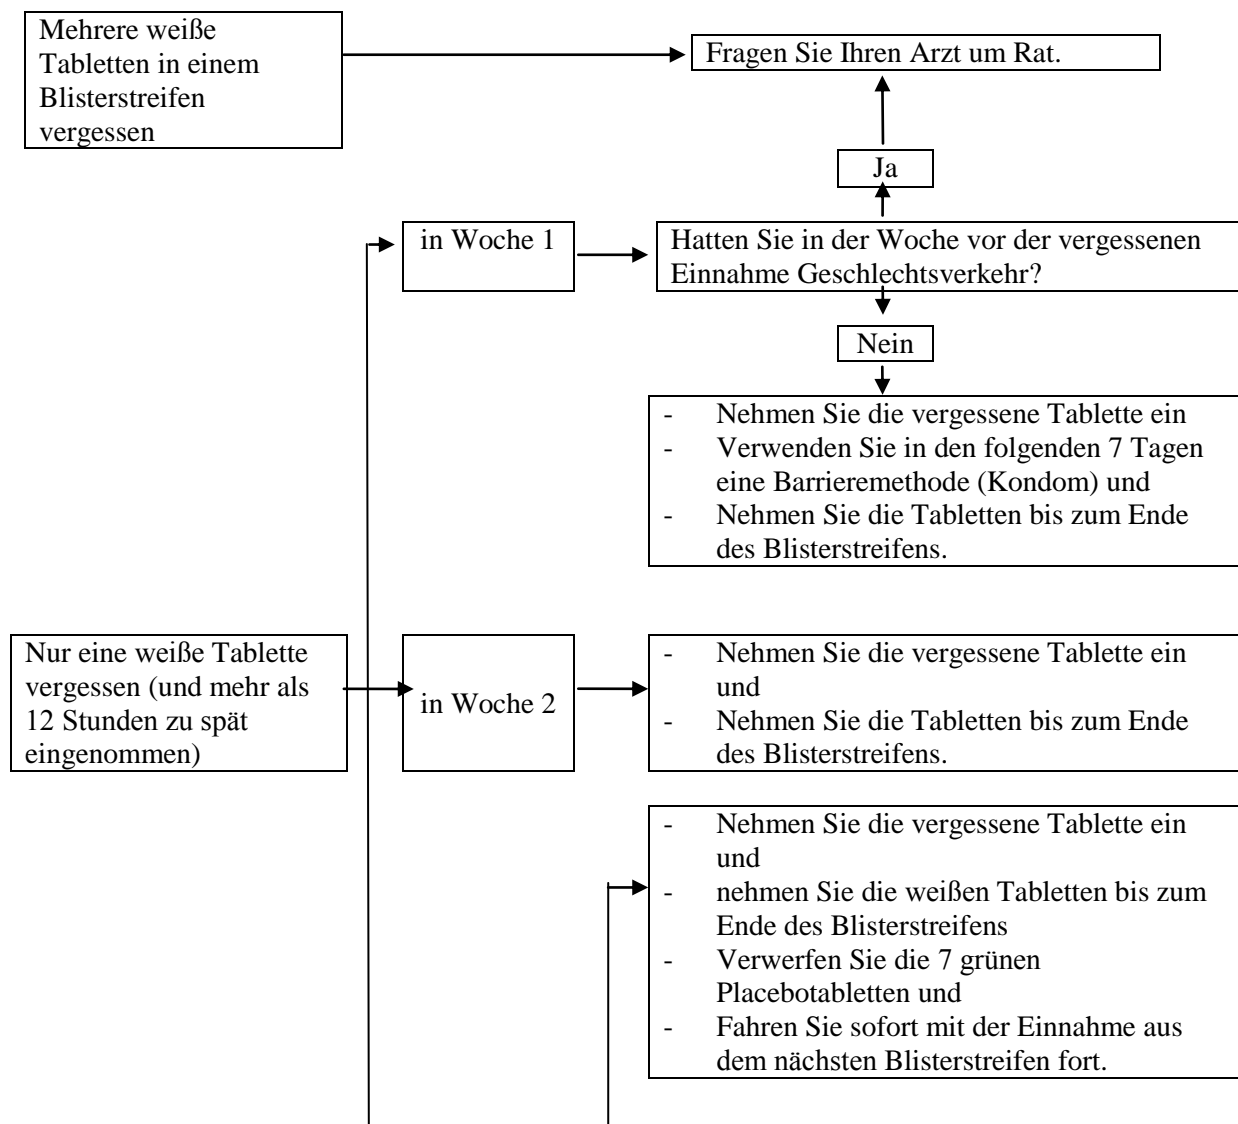 Mehrere weiße
Tabletten in einem
Blisterstreifen
vergessen
Fragen Sie Ihren Arzt um Rat.
Ja
in Woche 1
Hatten Sie in der Woche vor der vergessenen
Einnahme Geschlechtsverkehr?
Nein
- Nehmen Sie die vergessene Tablette ein
- Verwenden Sie in den folgenden 7 Tagen
eine Barrieremethode (Kondom) und
- Nehmen Sie die Tabletten bis zum Ende
des Blisterstreifens.
Nur eine weiße Tablette
vergessen (und mehr als
12 Stunden zu spät
eingenommen)
in Woche 2
- Nehmen Sie die vergessene Tablette ein
und
- Nehmen Sie die Tabletten bis zum Ende
des Blisterstreifens.
- Nehmen Sie die vergessene Tablette ein
und
- nehmen Sie die weißen Tabletten bis zum
Ende des Blisterstreifens
- Verwerfen Sie die 7 grünen
Placebotabletten und
- Fahren Sie sofort mit der Einnahme aus
dem nächsten Blisterstreifen fort.